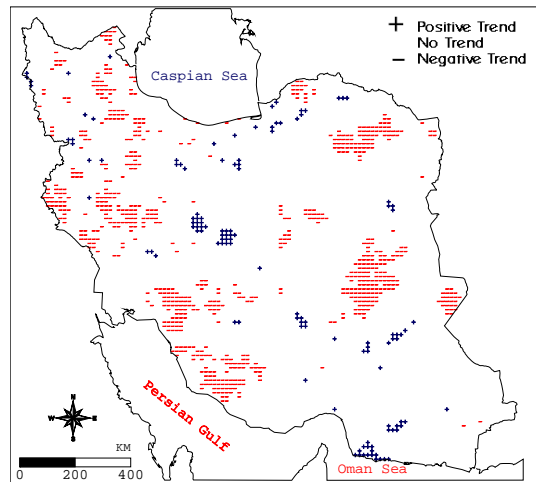 + Positive Trend
No Trend
− Negative Trend
Caspian Sea
Persian Gulf
N
W E
S
KM
0 200 400
Oman Sea